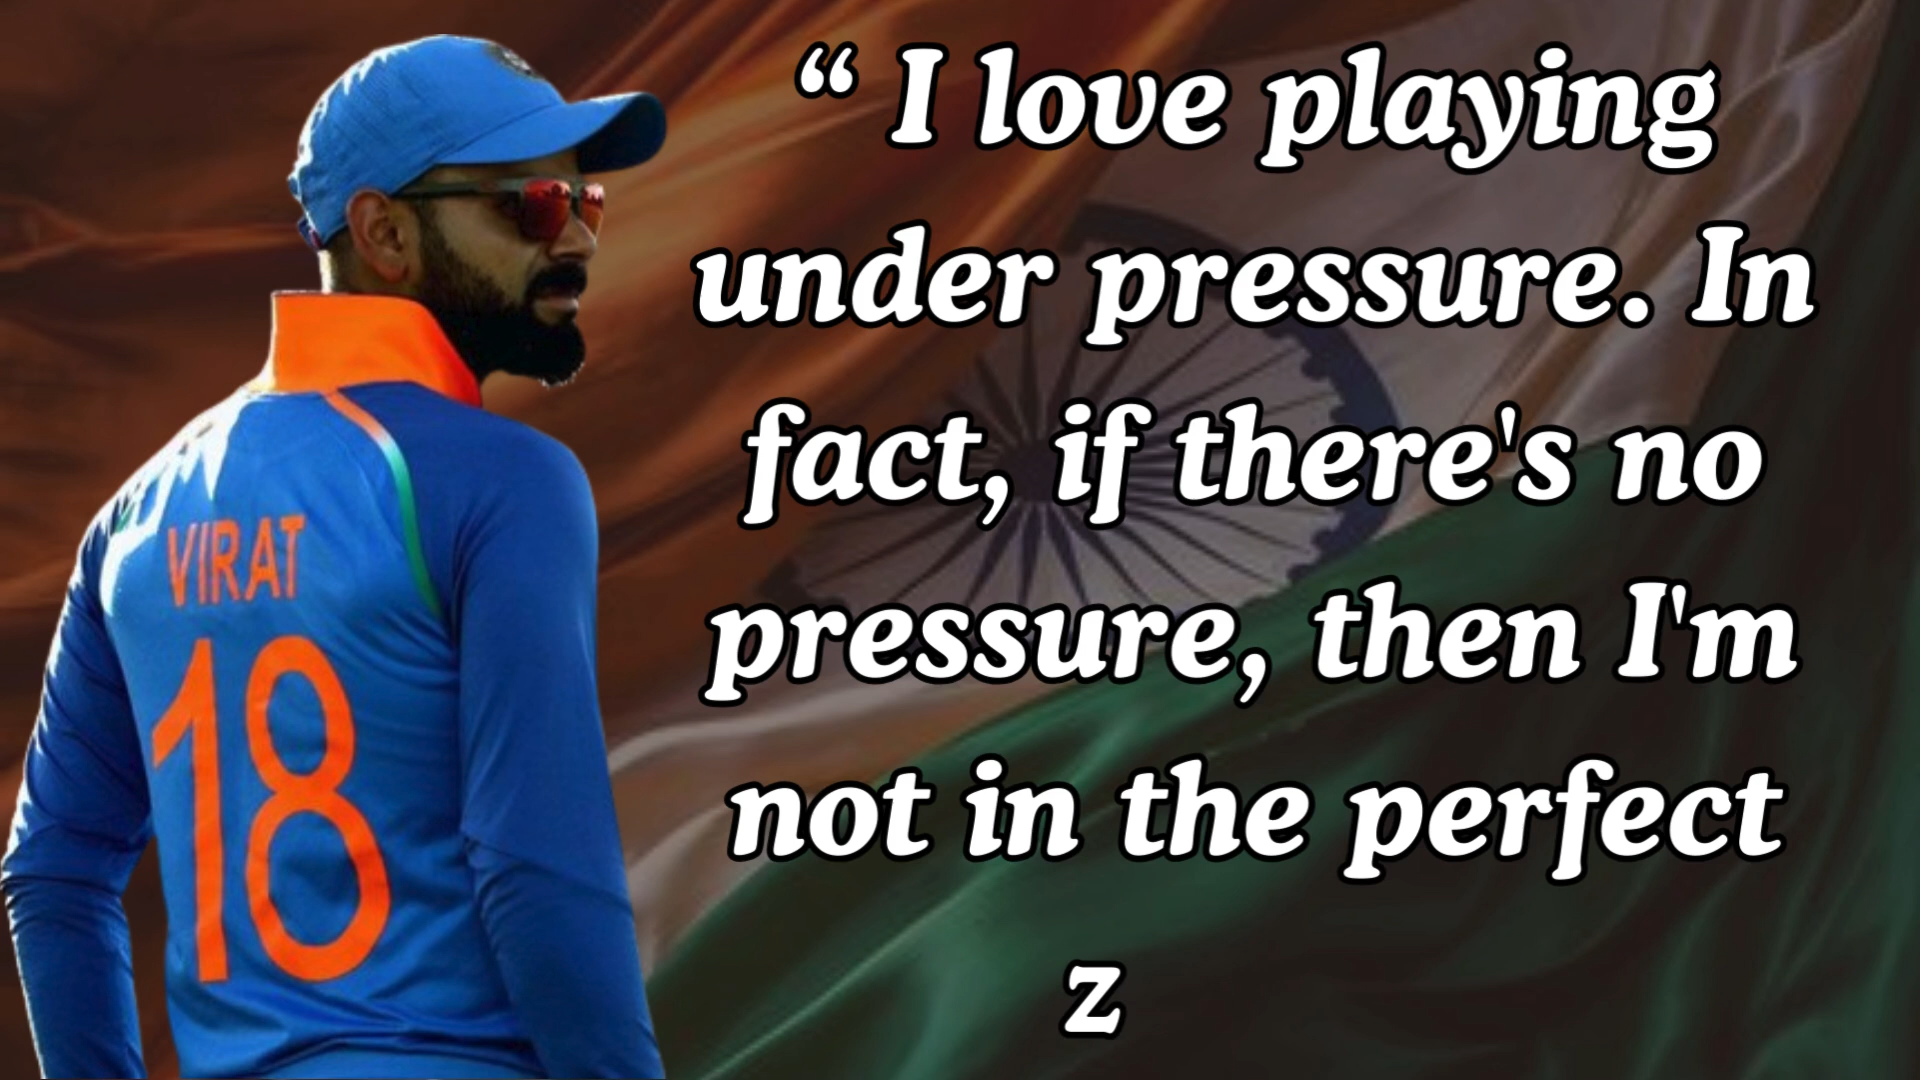 “ I love playing
under pressure. In
fact, if there's no
pressure, then I'm
not in the perfect
z
VIRAT
18